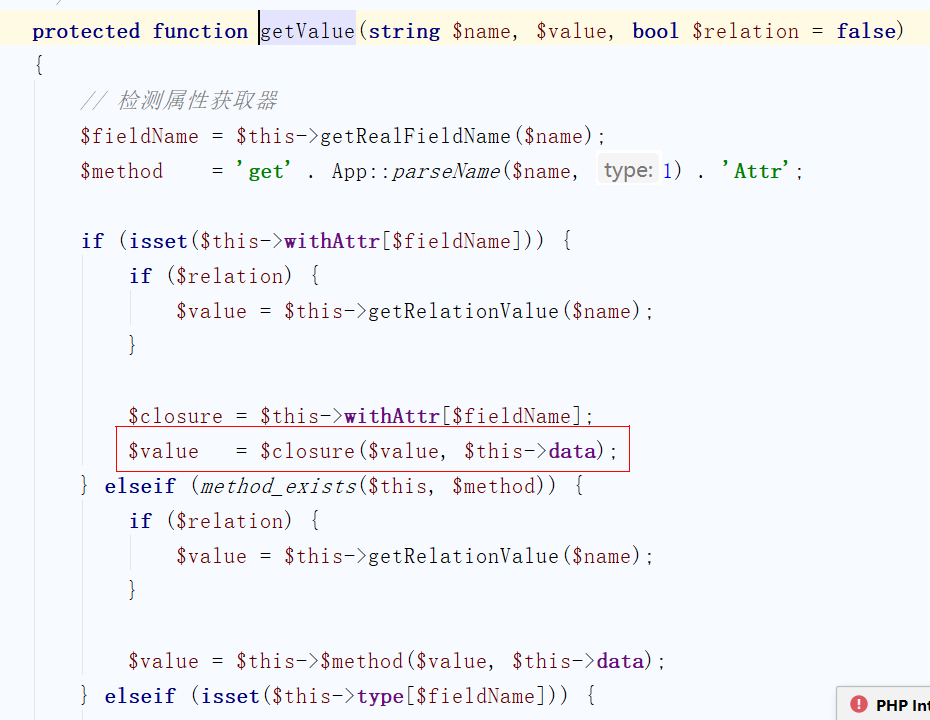 protected function getValue(string $name, $value, bool $relation = false)
{
// 检测属性获取器
$fieldName = $this->getRealFieldName($name);
$method = 'get' . App::parseName($name, type: 1) . 'Attr';
if (isset($this->withAttr[$fieldName])) {
if ($relation) {
$value = $this->getRelationValue($name);
}
$closure = $this->withAttr[$fieldName];
$value = $closure($value, $this->data);
} elseif (method_exists($this, $method)) {
if ($relation) {
$value = $this->getRelationValue($name);
}
$value = $this->$method($value, $this->data);
} elseif (isset($this->type[$fieldName])) {
PHP Int